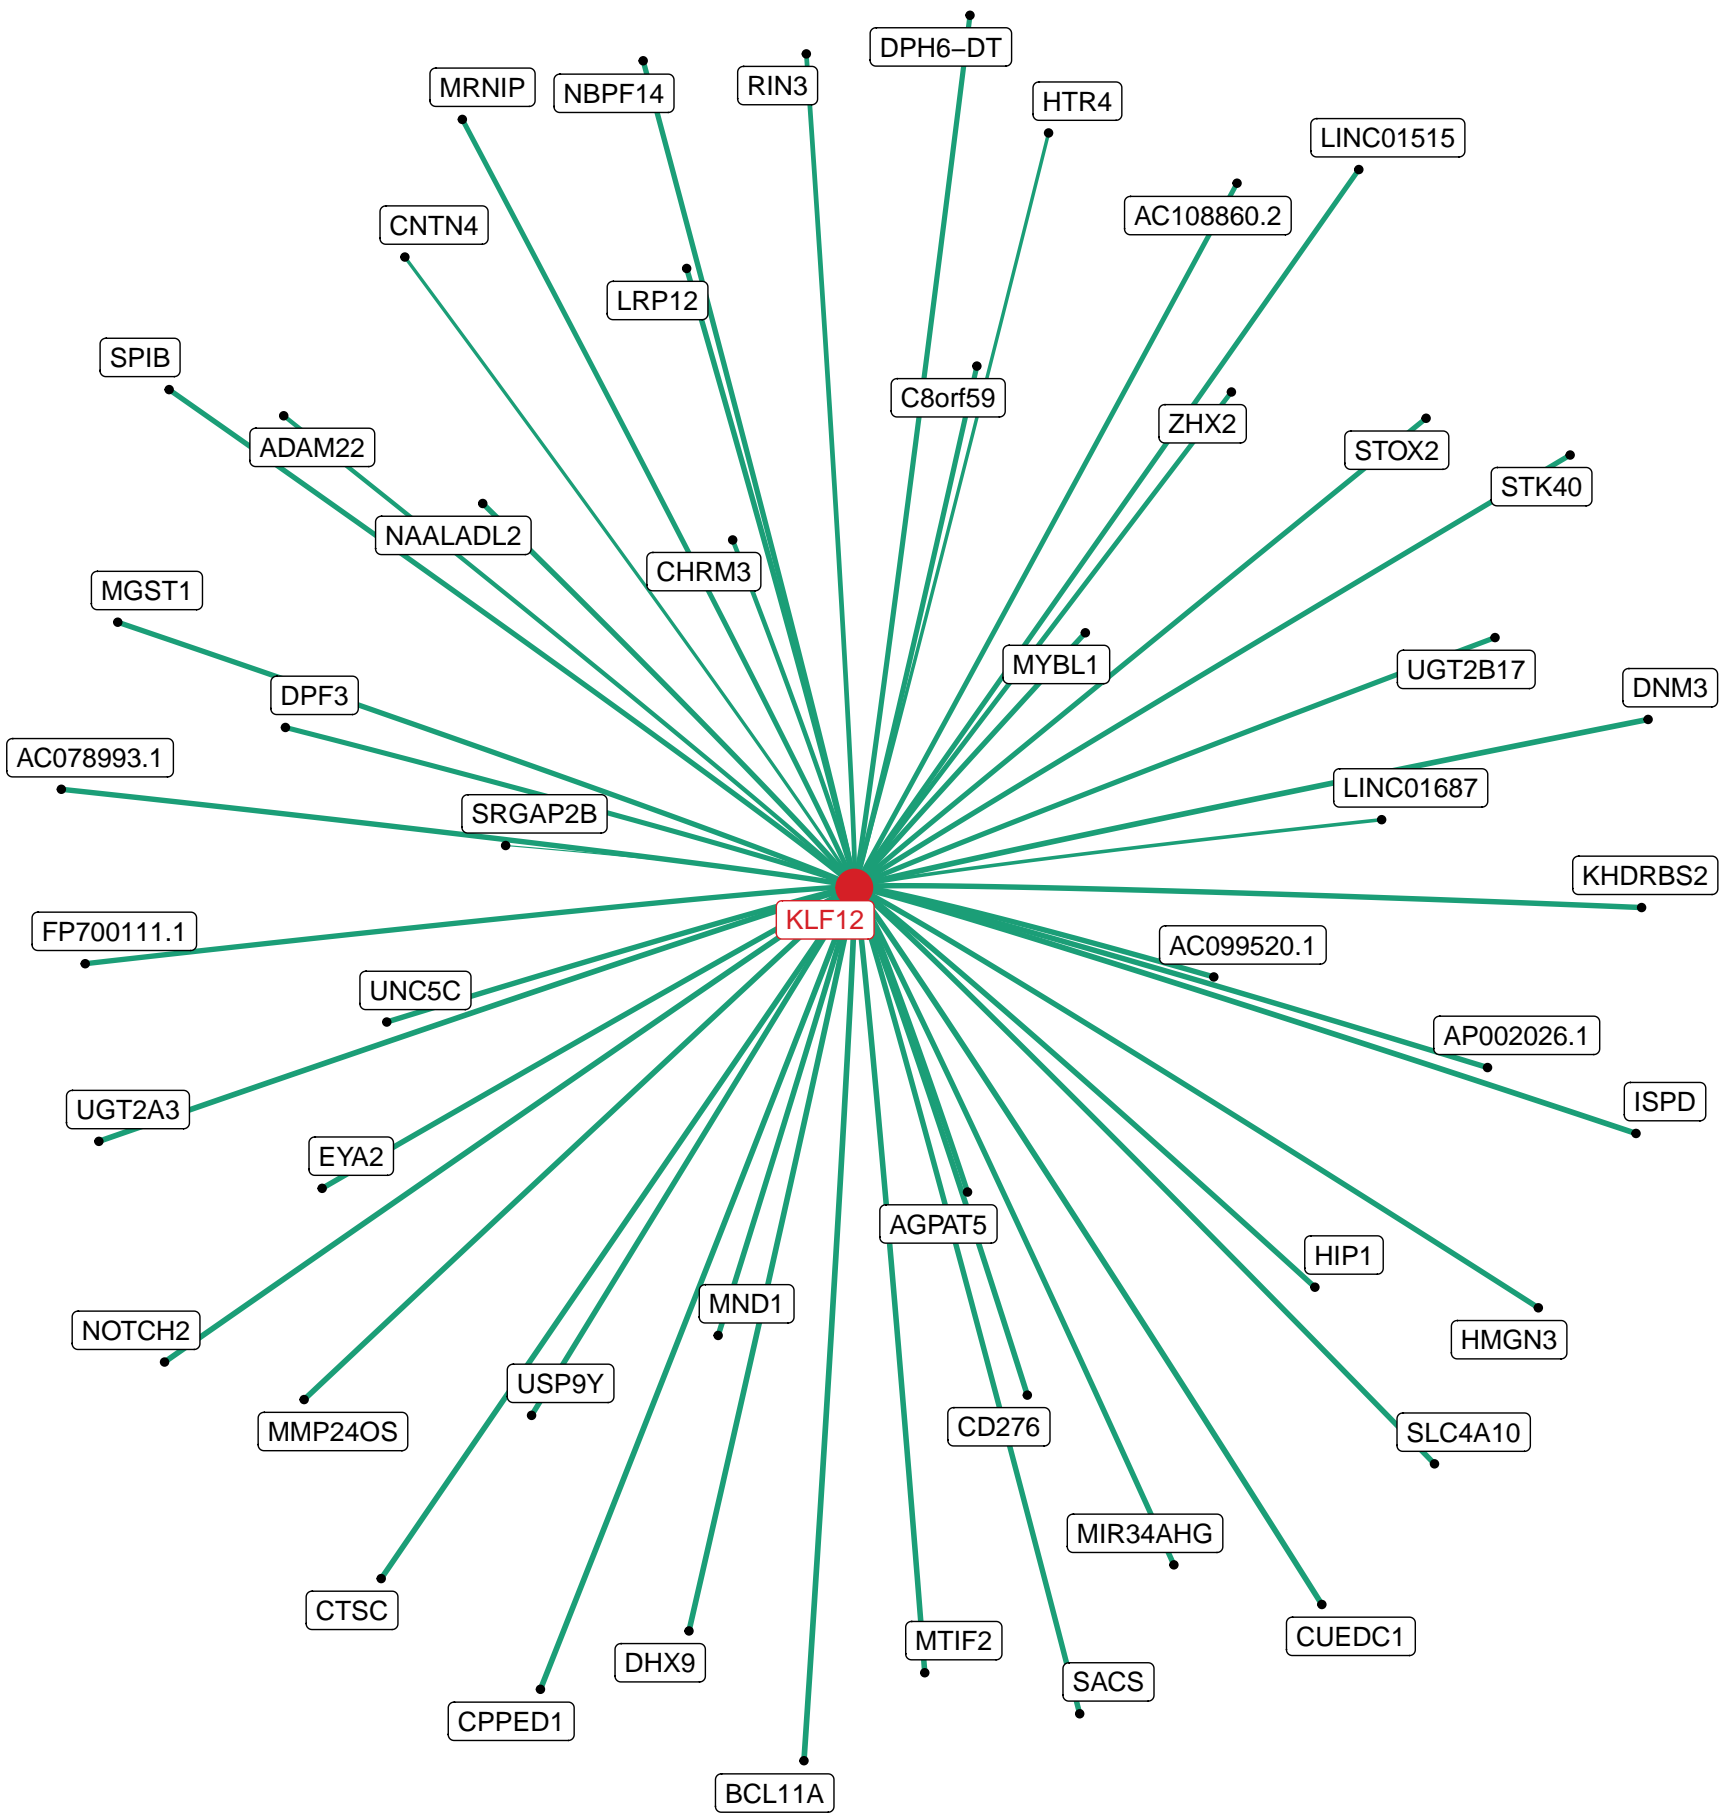 DPH6−DT
MRNIP
NBPF14
RIN3
HTR4
LINC01515
AC108860.2
CNTN4
LRP12
SPIB
C8orf59
ZHX2
ADAM22
STOX2
STK40
NAALADL2
CHRM3
MGST1
MYBL1
UGT2B17
DNM3
DPF3
AC078993.1
LINC01687
SRGAP2B
KHDRBS2
KLF12
FP700111.1
AC099520.1
UNC5C
AP002026.1
UGT2A3
ISPD
EYA2
AGPAT5
HIP1
MND1
NOTCH2
HMGN3
USP9Y
CD276
MMP24OS
SLC4A10
MIR34AHG
CTSC
CUEDC1
MTIF2
DHX9
SACS
CPPED1
BCL11A